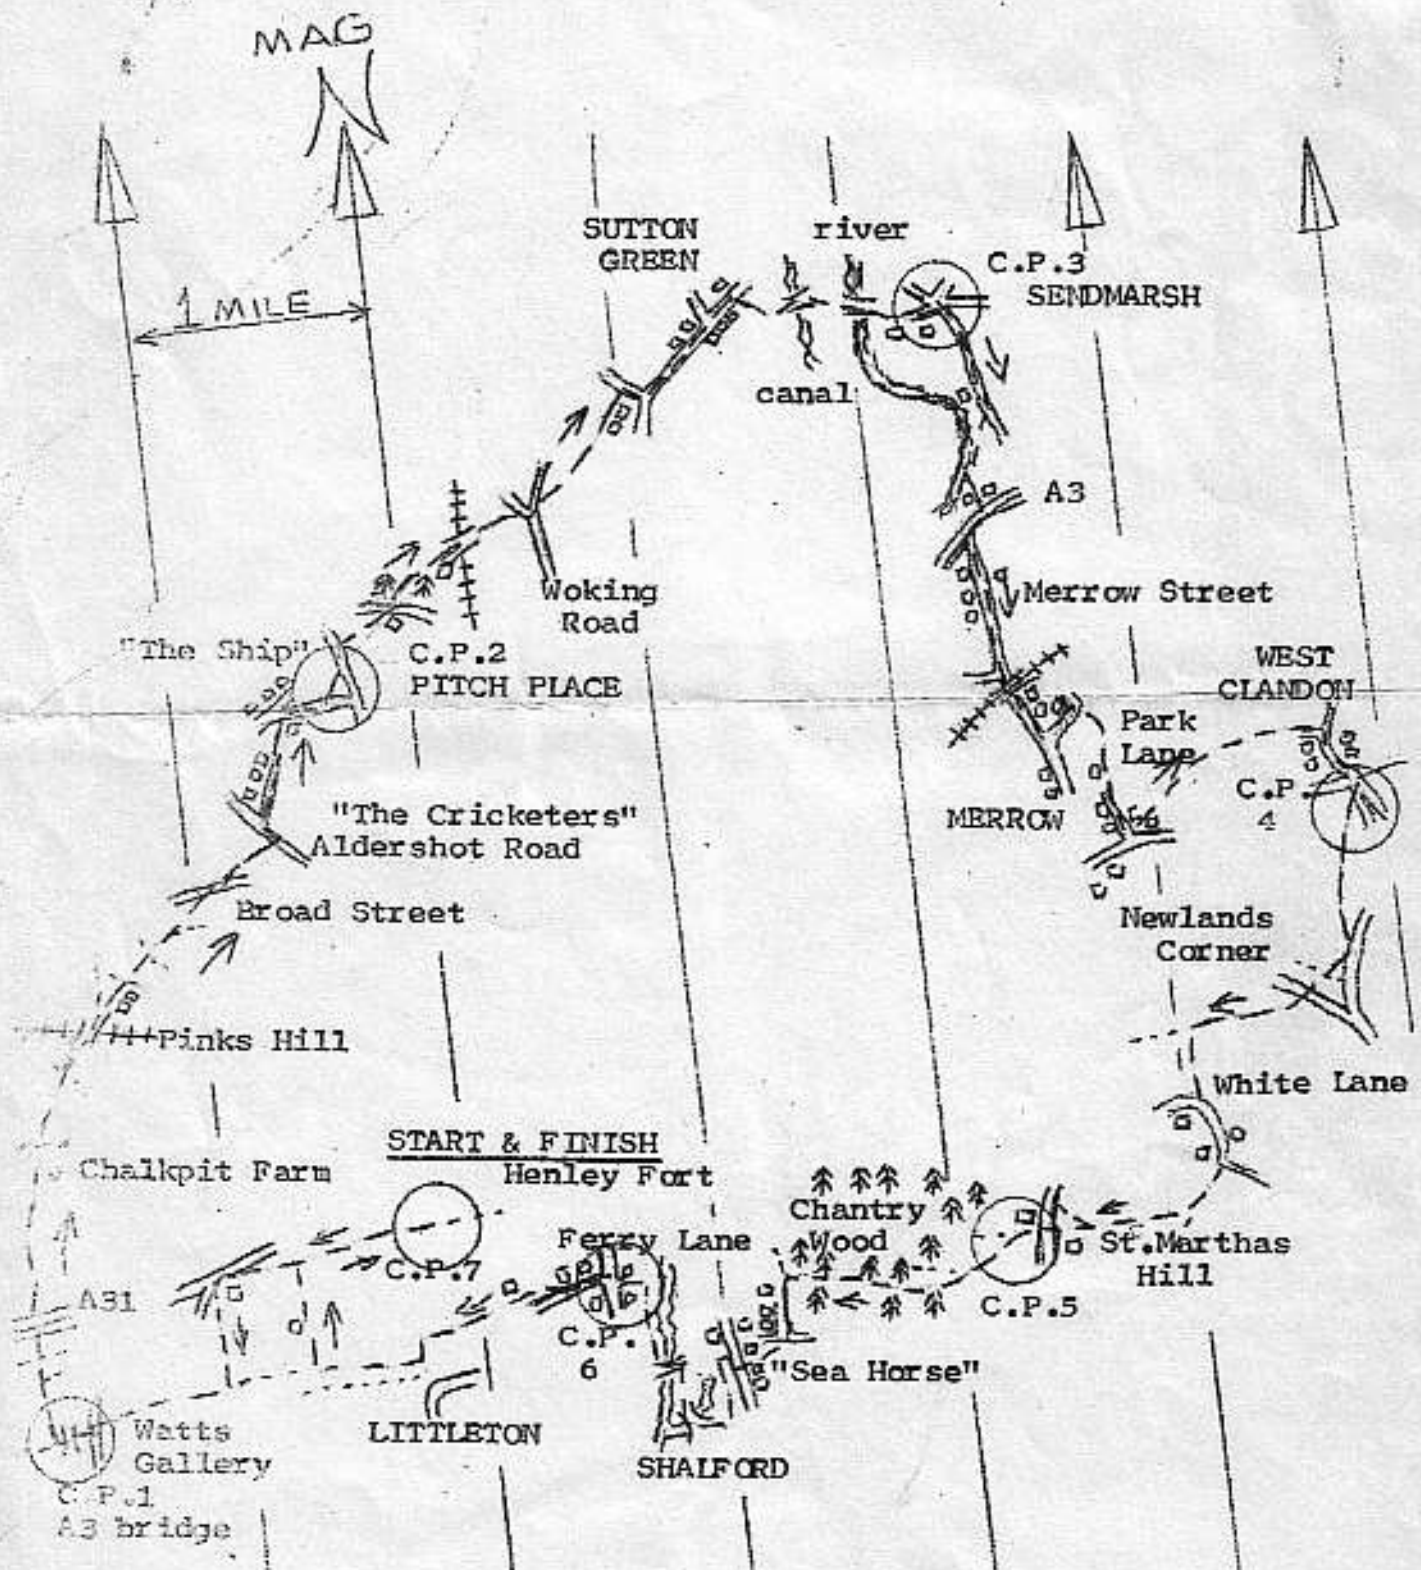 MAG
N
1 MILE
SUTTON
GREEN
river
C.P.3
SENDMARSH
canal
A3
Woking
Road
Merrow Street
"The Ship"
C.P.2
PITCH PLACE
WEST
CLANDON
Park
Lane
C.P.
4
"The Cricketers"
Aldershot Road
MERROW
Broad Street
Newlands
Corner
Pinks Hill
White Lane
START & FINISH
Henley Fort
Chalkpit Farm
Chantry
Wood
Ferry Lane
C.P.7
St.Marthas
Hill
A31
C.P.5
C.P.
6
"Sea Horse"
Watts
Gallery
LITTLETON
SHALFORD
C.P.1
A3 bridge